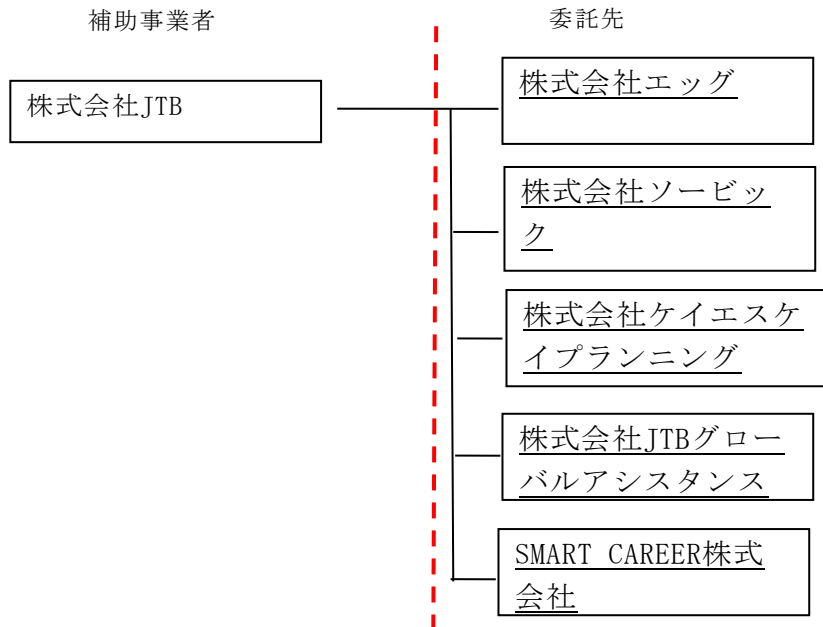 補助事業者
委託先
株式会社JTB
株式会社エッグ
株式会社ソービッ
ク
株式会社ケイエスケ
イプランニング
株式会社JTBグロー
バルアシスタンス
SMART CAREER株式
会社